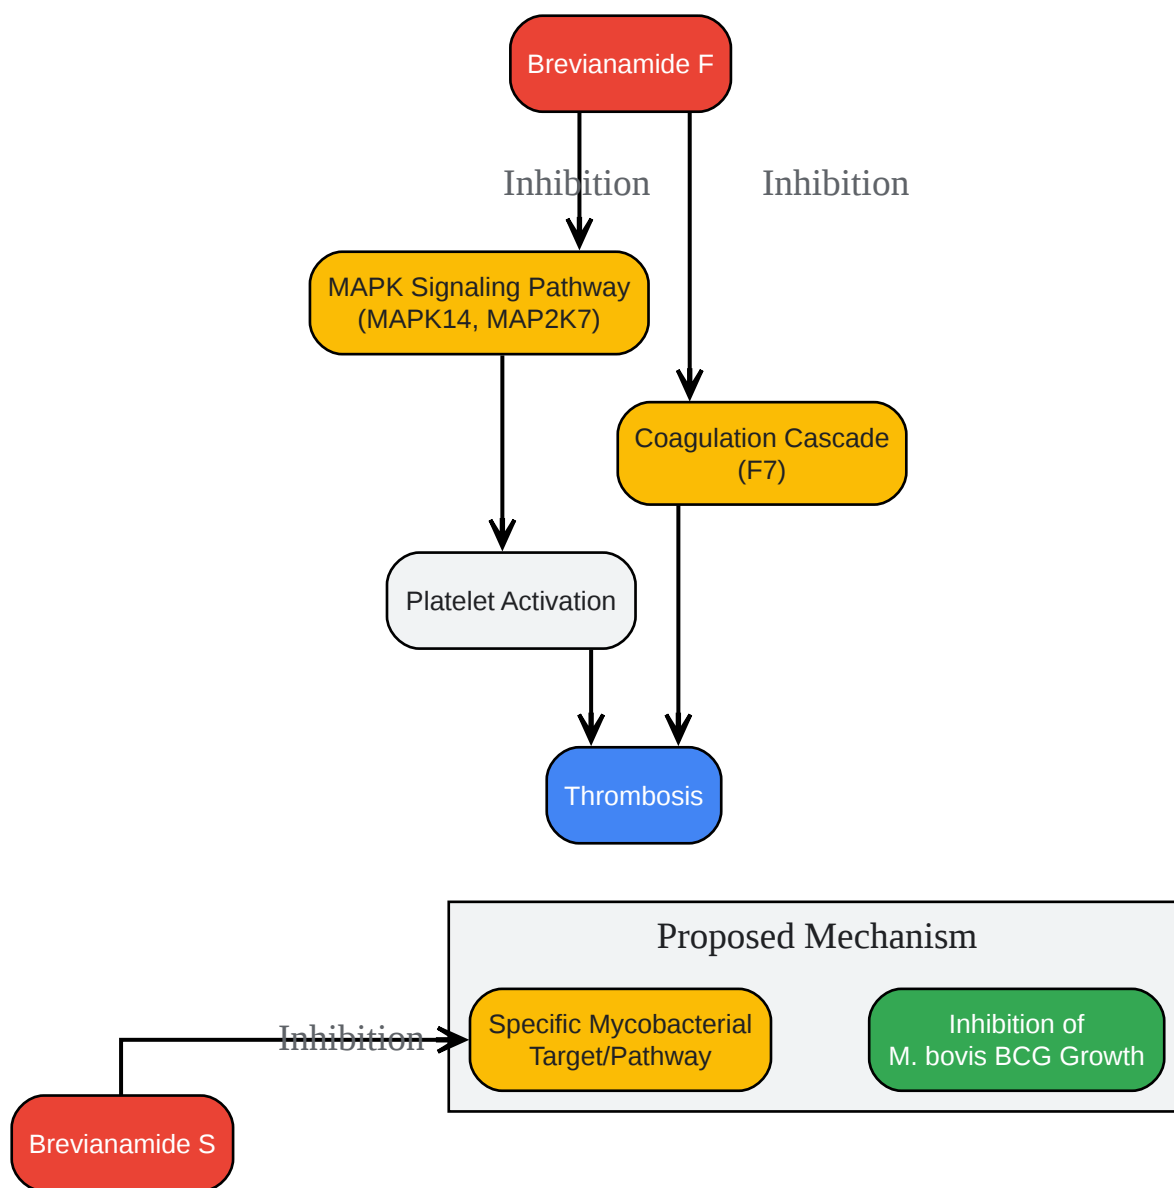 Brevianamide F
Inhibition
Inhibition
MAPK Signaling Pathway
(MAPK14, MAP2K7)
Coagulation Cascade
(F7)
Platelet Activation
Thrombosis
Proposed Mechanism
Specific Mycobacterial
Target/Pathway
Inhibition of
M. bovis BCG Growth
Inhibition
Brevianamide S